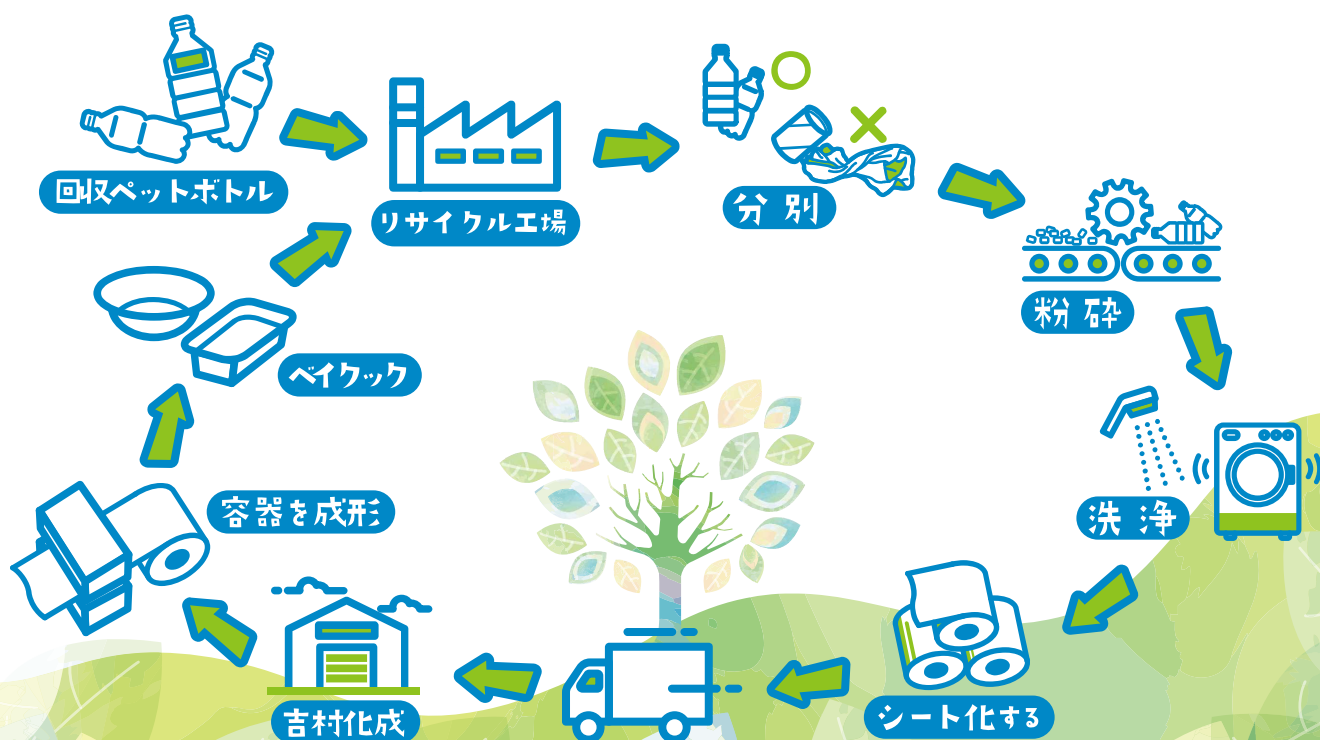 回収ペットボトル
リサイクル工場
分別
粉砕
洗浄
シート化する
吉村化成
容器を成形
ベイクック